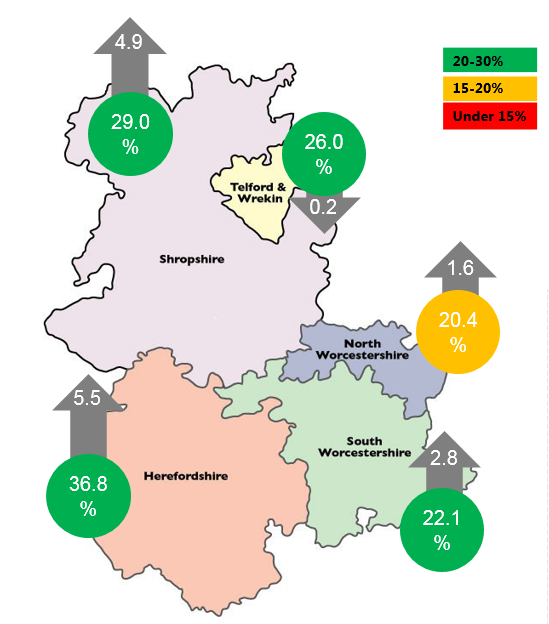 4.9
29.0
%
20-30%
15-20%
Under 15%
26.0
%
Telford &
Wrekin
0.2
Shropshire
1.6
20.4
%
North
Worcestershire
5.5
36.8
%
Herefordshire
South
Worcestershire
2.8
22.1
%